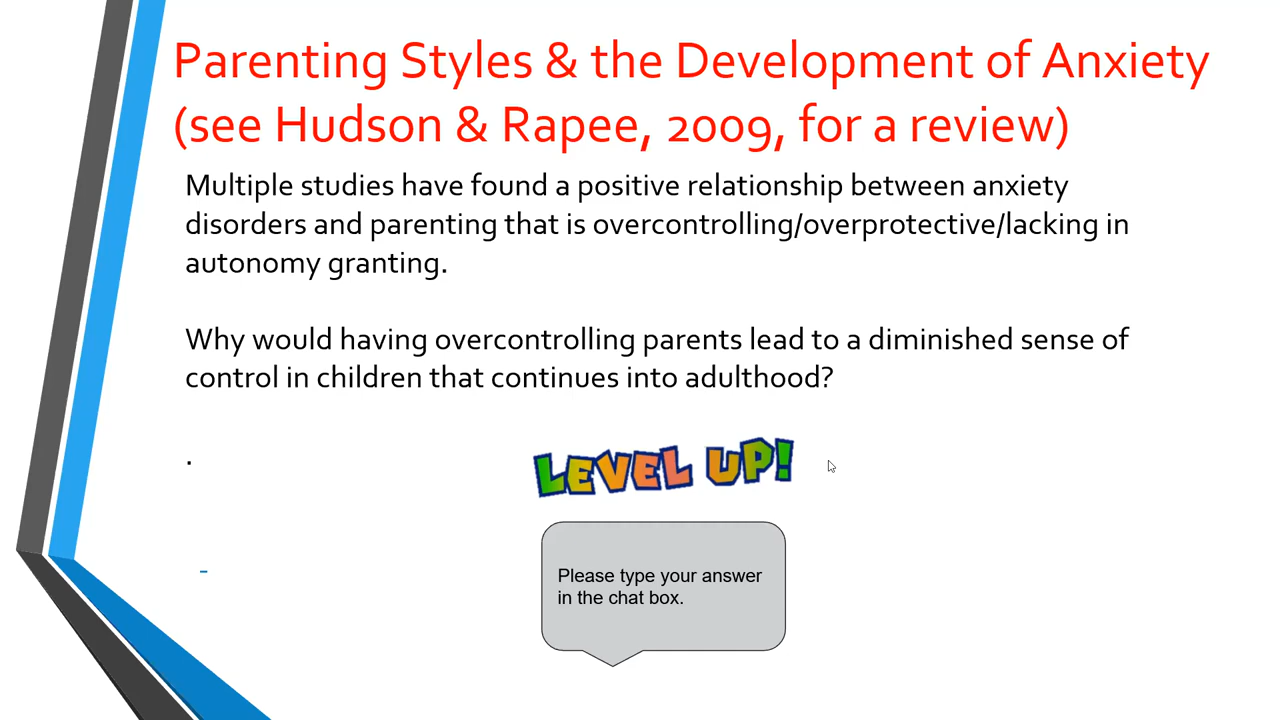 Parenting Styles & the Development of Anxiety
(see Hudson & Rapee, 2009, for a review)
Multiple studies have found a positive relationship between anxiety
disorders and parenting that is overcontrolling/overprotective/lacking in
autonomy granting.
Why would having overcontrolling parents lead to a diminished sense of
control in children that continues into adulthood?
.
LEVEL UP!
-
Please type your answer
in the chat box.